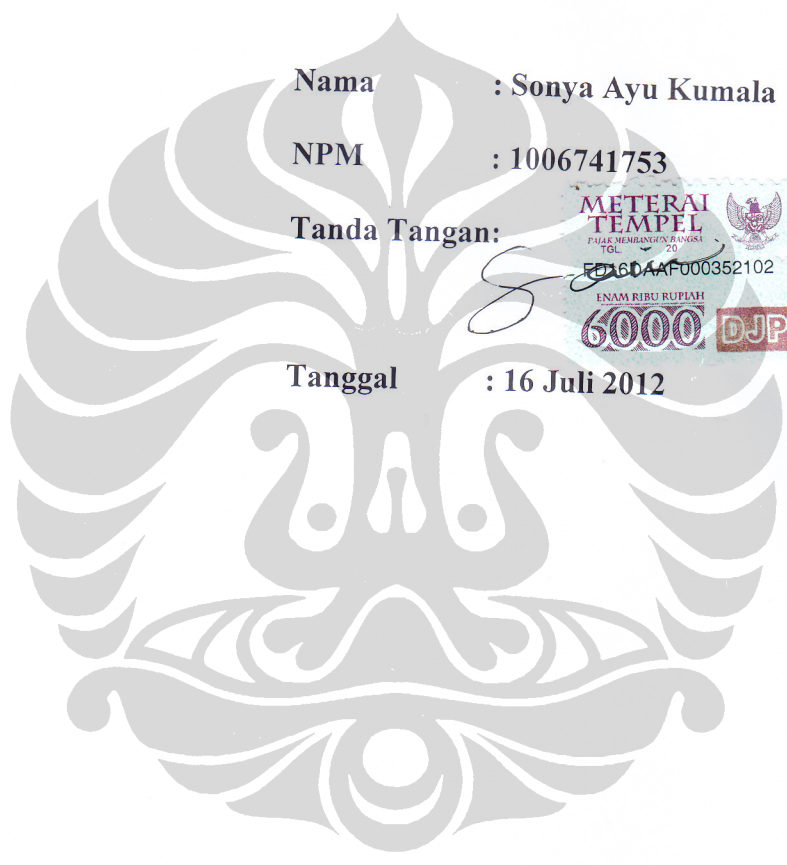 Nama : Sonya Ayu Kumala
NPM : 1006741753
METERAI
TEMPEL
PAJAK MEMBANGUN BANGSA
TGL. 20
Tanda Tangan:
FD16DAAF000352102
ENAM RIBU RUPIAH
6000 DJP
Tanggal : 16 Juli 2012